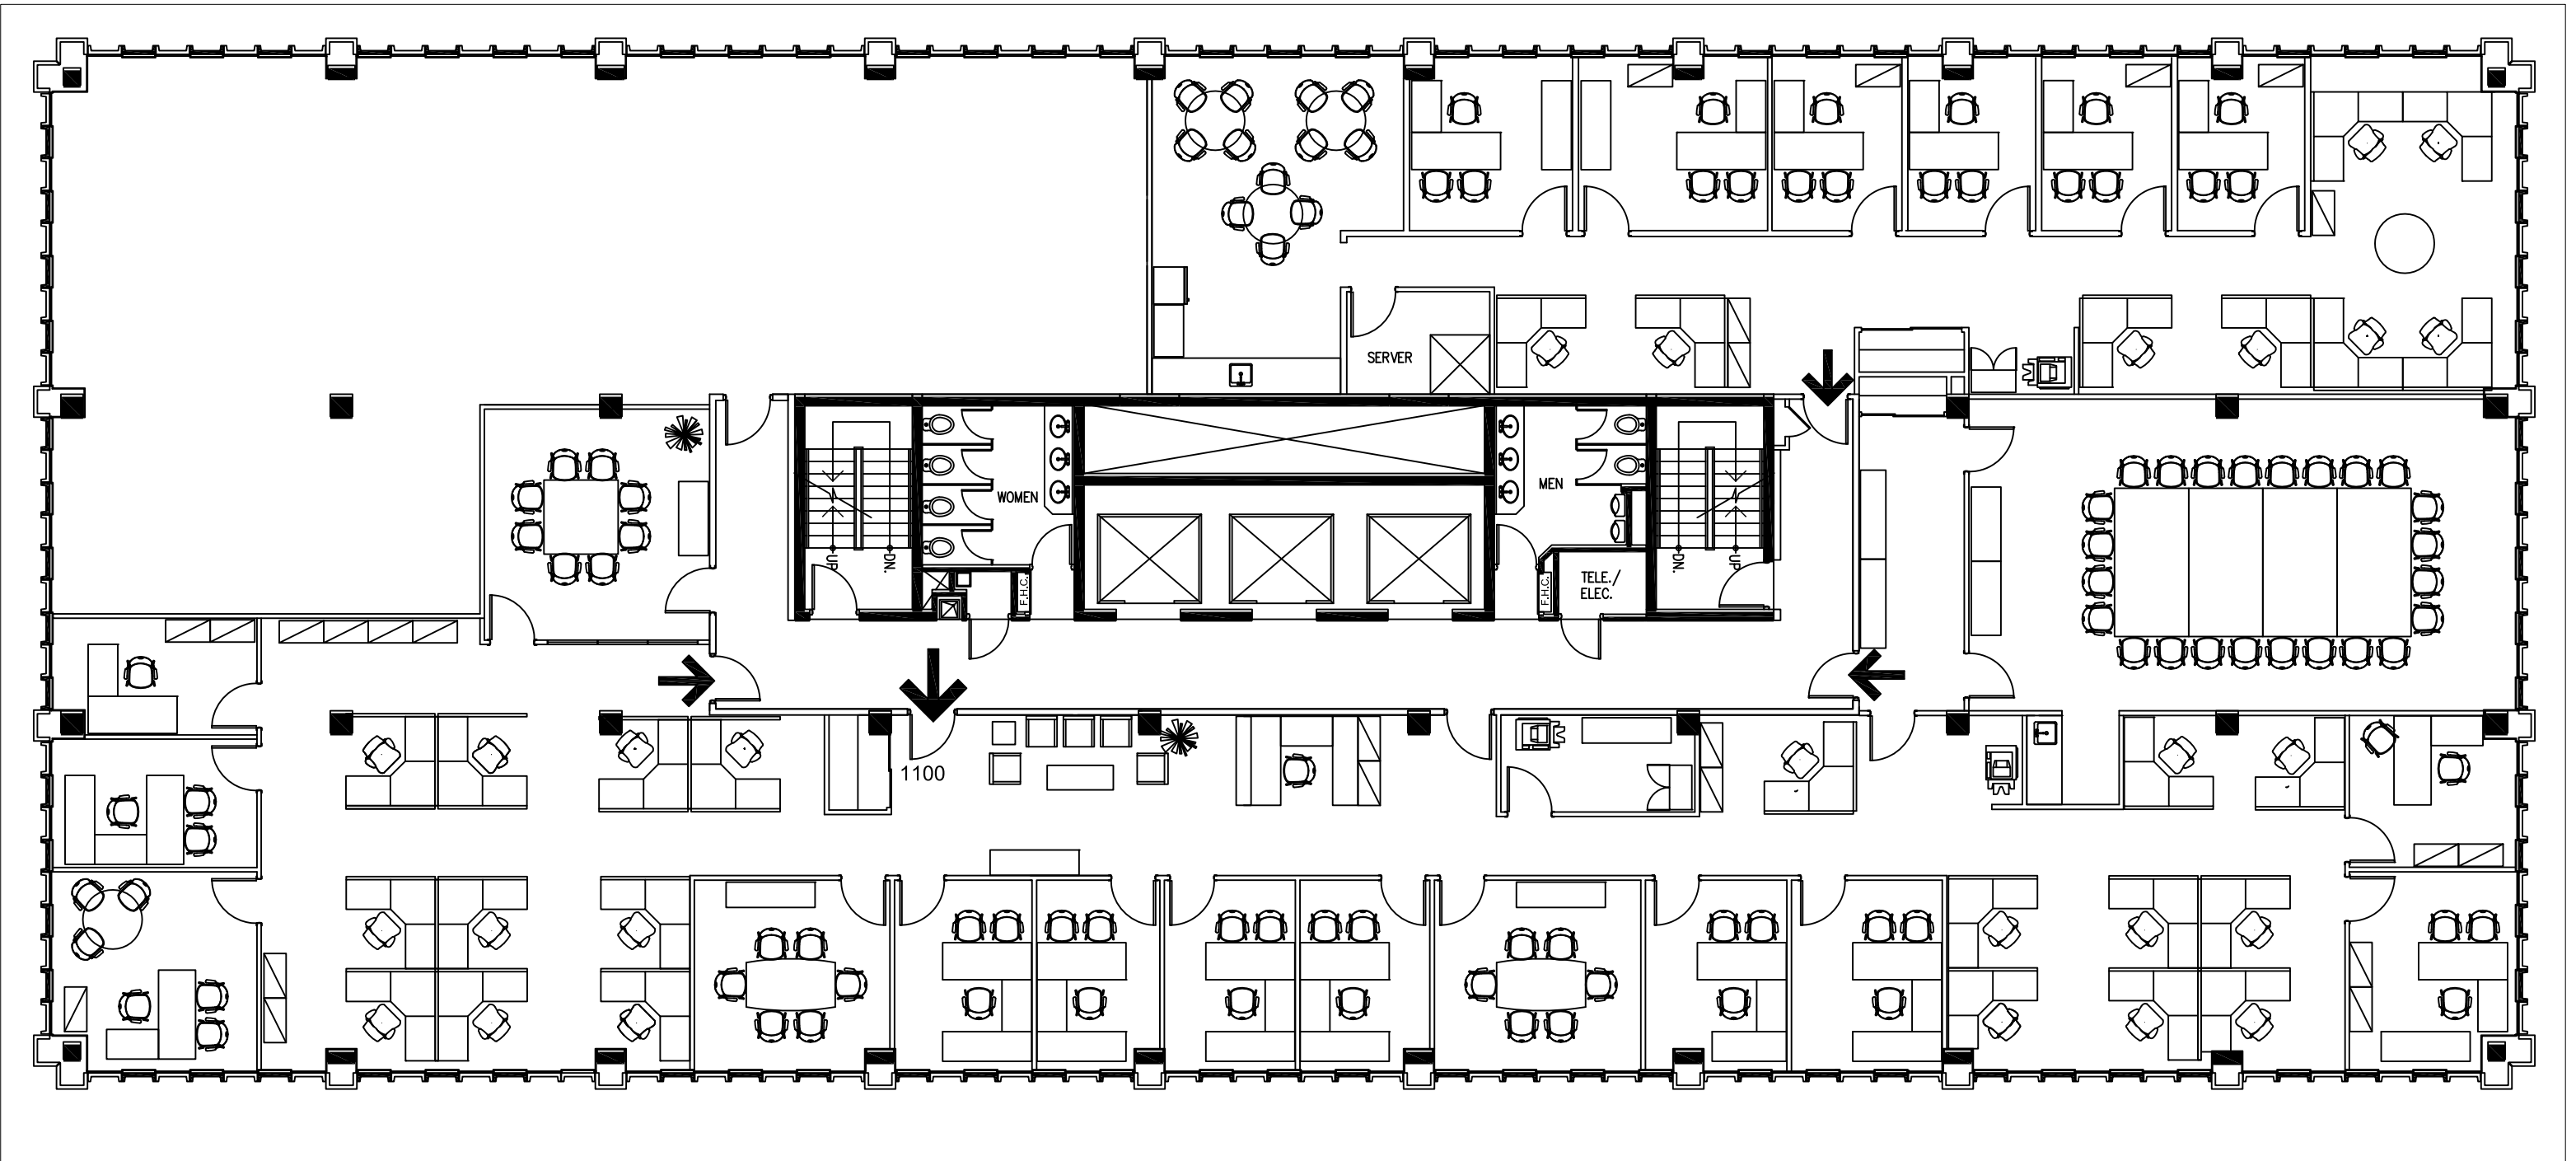 SERVER
WOMEN
MEN
UP
DN.
DN.
UP
F.H.C.
F.H.C.
TELE./
ELEC.
1100